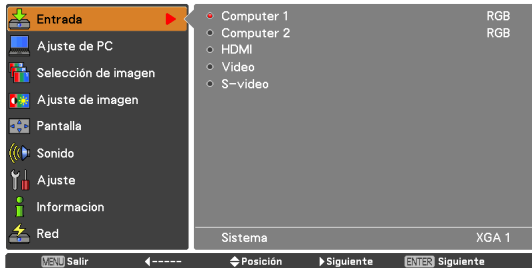 Entrada
Ajuste de PC
Selección de imagen
Ajuste de imagen
Pantalla
Sonido
Ajuste
Informacion
Red
Computer 1 RGB
Computer 2 RGB
HDMI
Video
S-video
Sistema XGA 1
MENU Salir ◄----- Posición Siguiente ENTER Siguiente